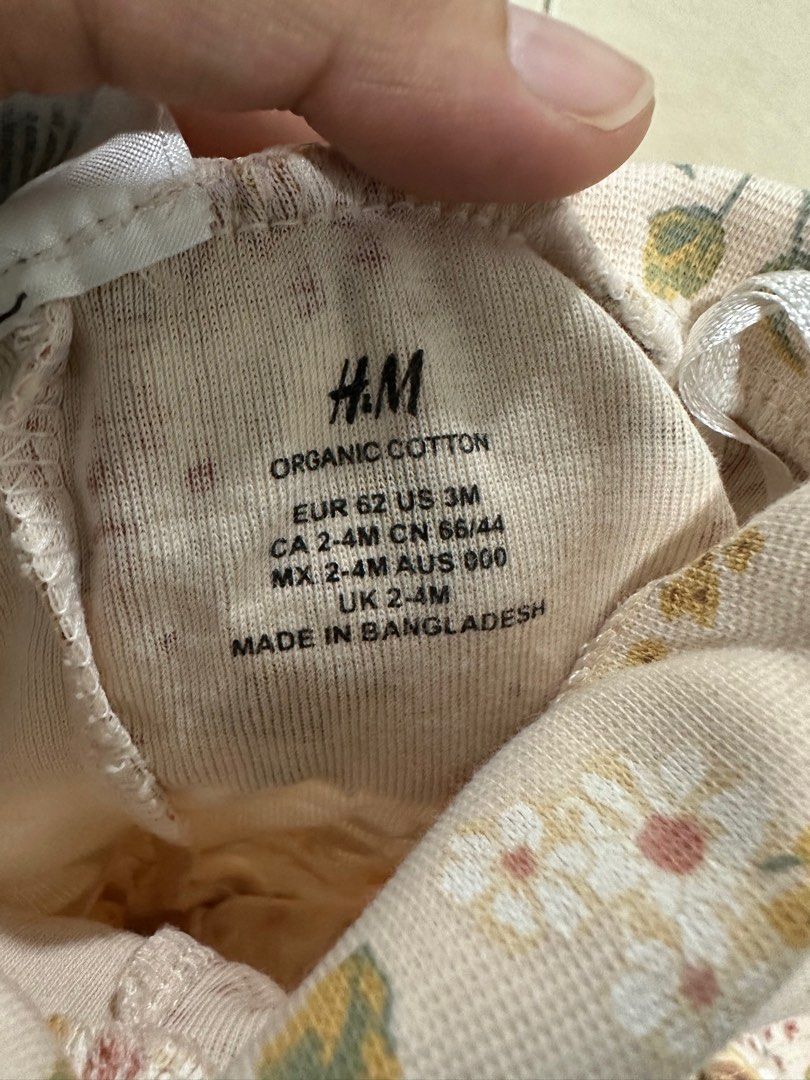 H&M
ORGANIC COTTON
EUR 62 US 3M
CA 2-4M CN 66/44
MX 2-4M AUS 000
UK 2-4M
MADE IN BANGLADESH